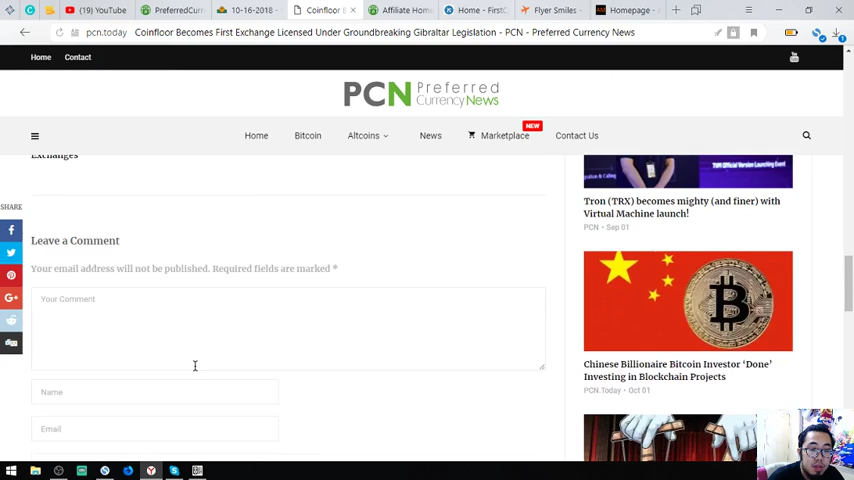 (19) YouTube
PreferredCurr
10-16-2018 -
Coinfloor B
Affiliate Home
Home - FirstC
Flyer Smiles -
Homepage -
pcn.today
Coinfloor Becomes First Exchange Licensed Under Groundbreaking Gibraltar Legislation - PCN - Preferred Currency News
Home
Contact
PCN Preferred
Currency News
Home
Bitcoin
Altcoins
News
Marketplace
NEW
Contact Us
Exchanges
SHARE
Leave a Comment
Your email address will not be published. Required fields are marked *
Your Comment
Name
Email
Tron (TRX) becomes mighty (and finer) with
Virtual Machine launch!
PCN • Sep 01
Chinese Billionaire Bitcoin Investor ‘Done’
Investing in Blockchain Projects
PCN.Today • Oct 01